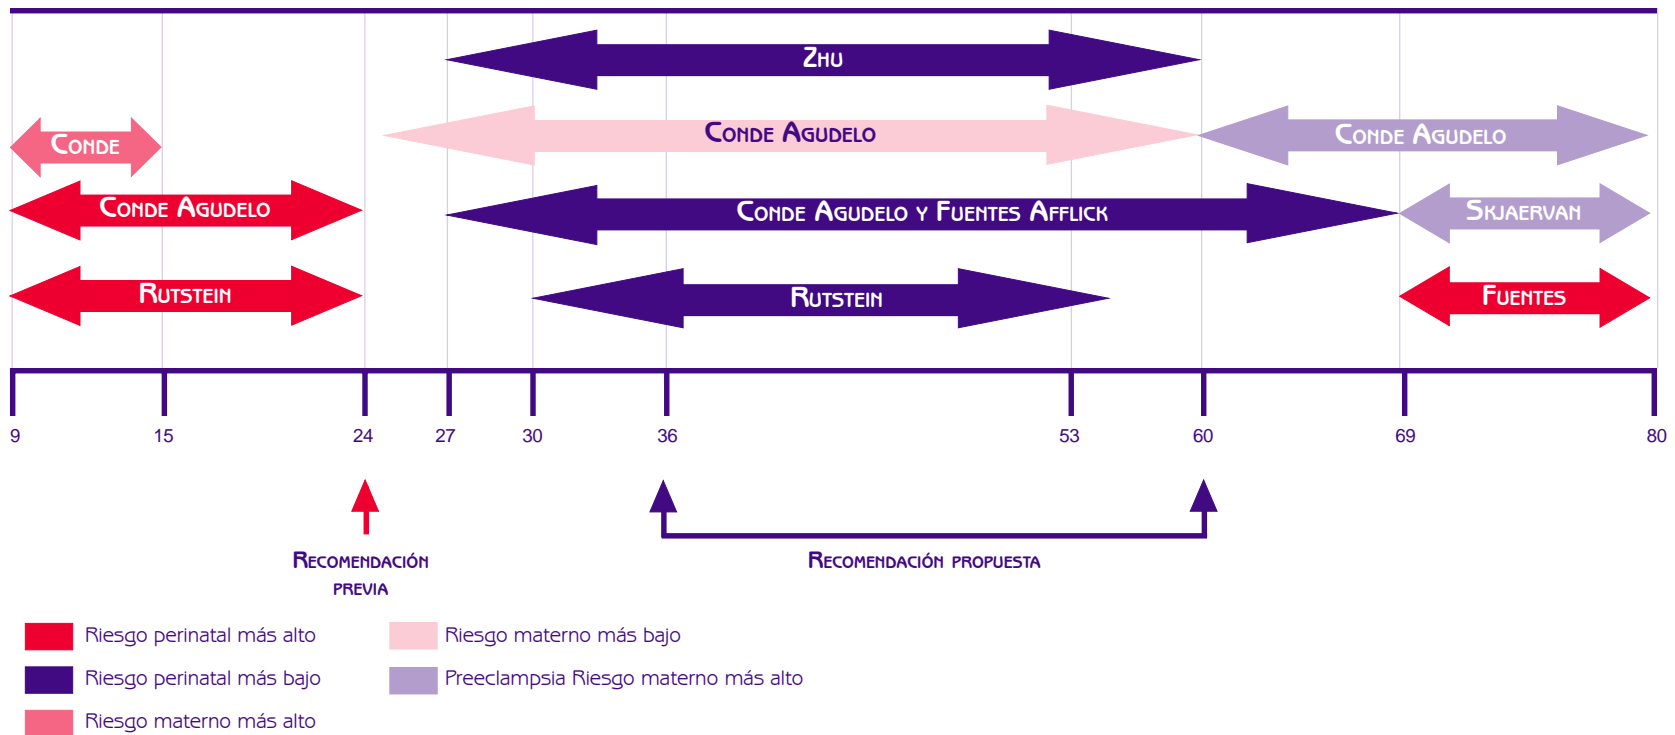 Zhu
Conde
Conde Agudelo
Conde Agudelo
Conde Agudelo
Conde Agudelo y Fuentes Afflick
Skjaervan
Rutstein
Rutstein
Fuentes
9 15 24 27 30 36 53 60 69 80
Recomendación
previa
Recomendación propuesta
Riesgo perinatal más alto
Riesgo materno más bajo
Riesgo perinatal más bajo
Preeclampsia Riesgo materno más alto
Riesgo materno más alto